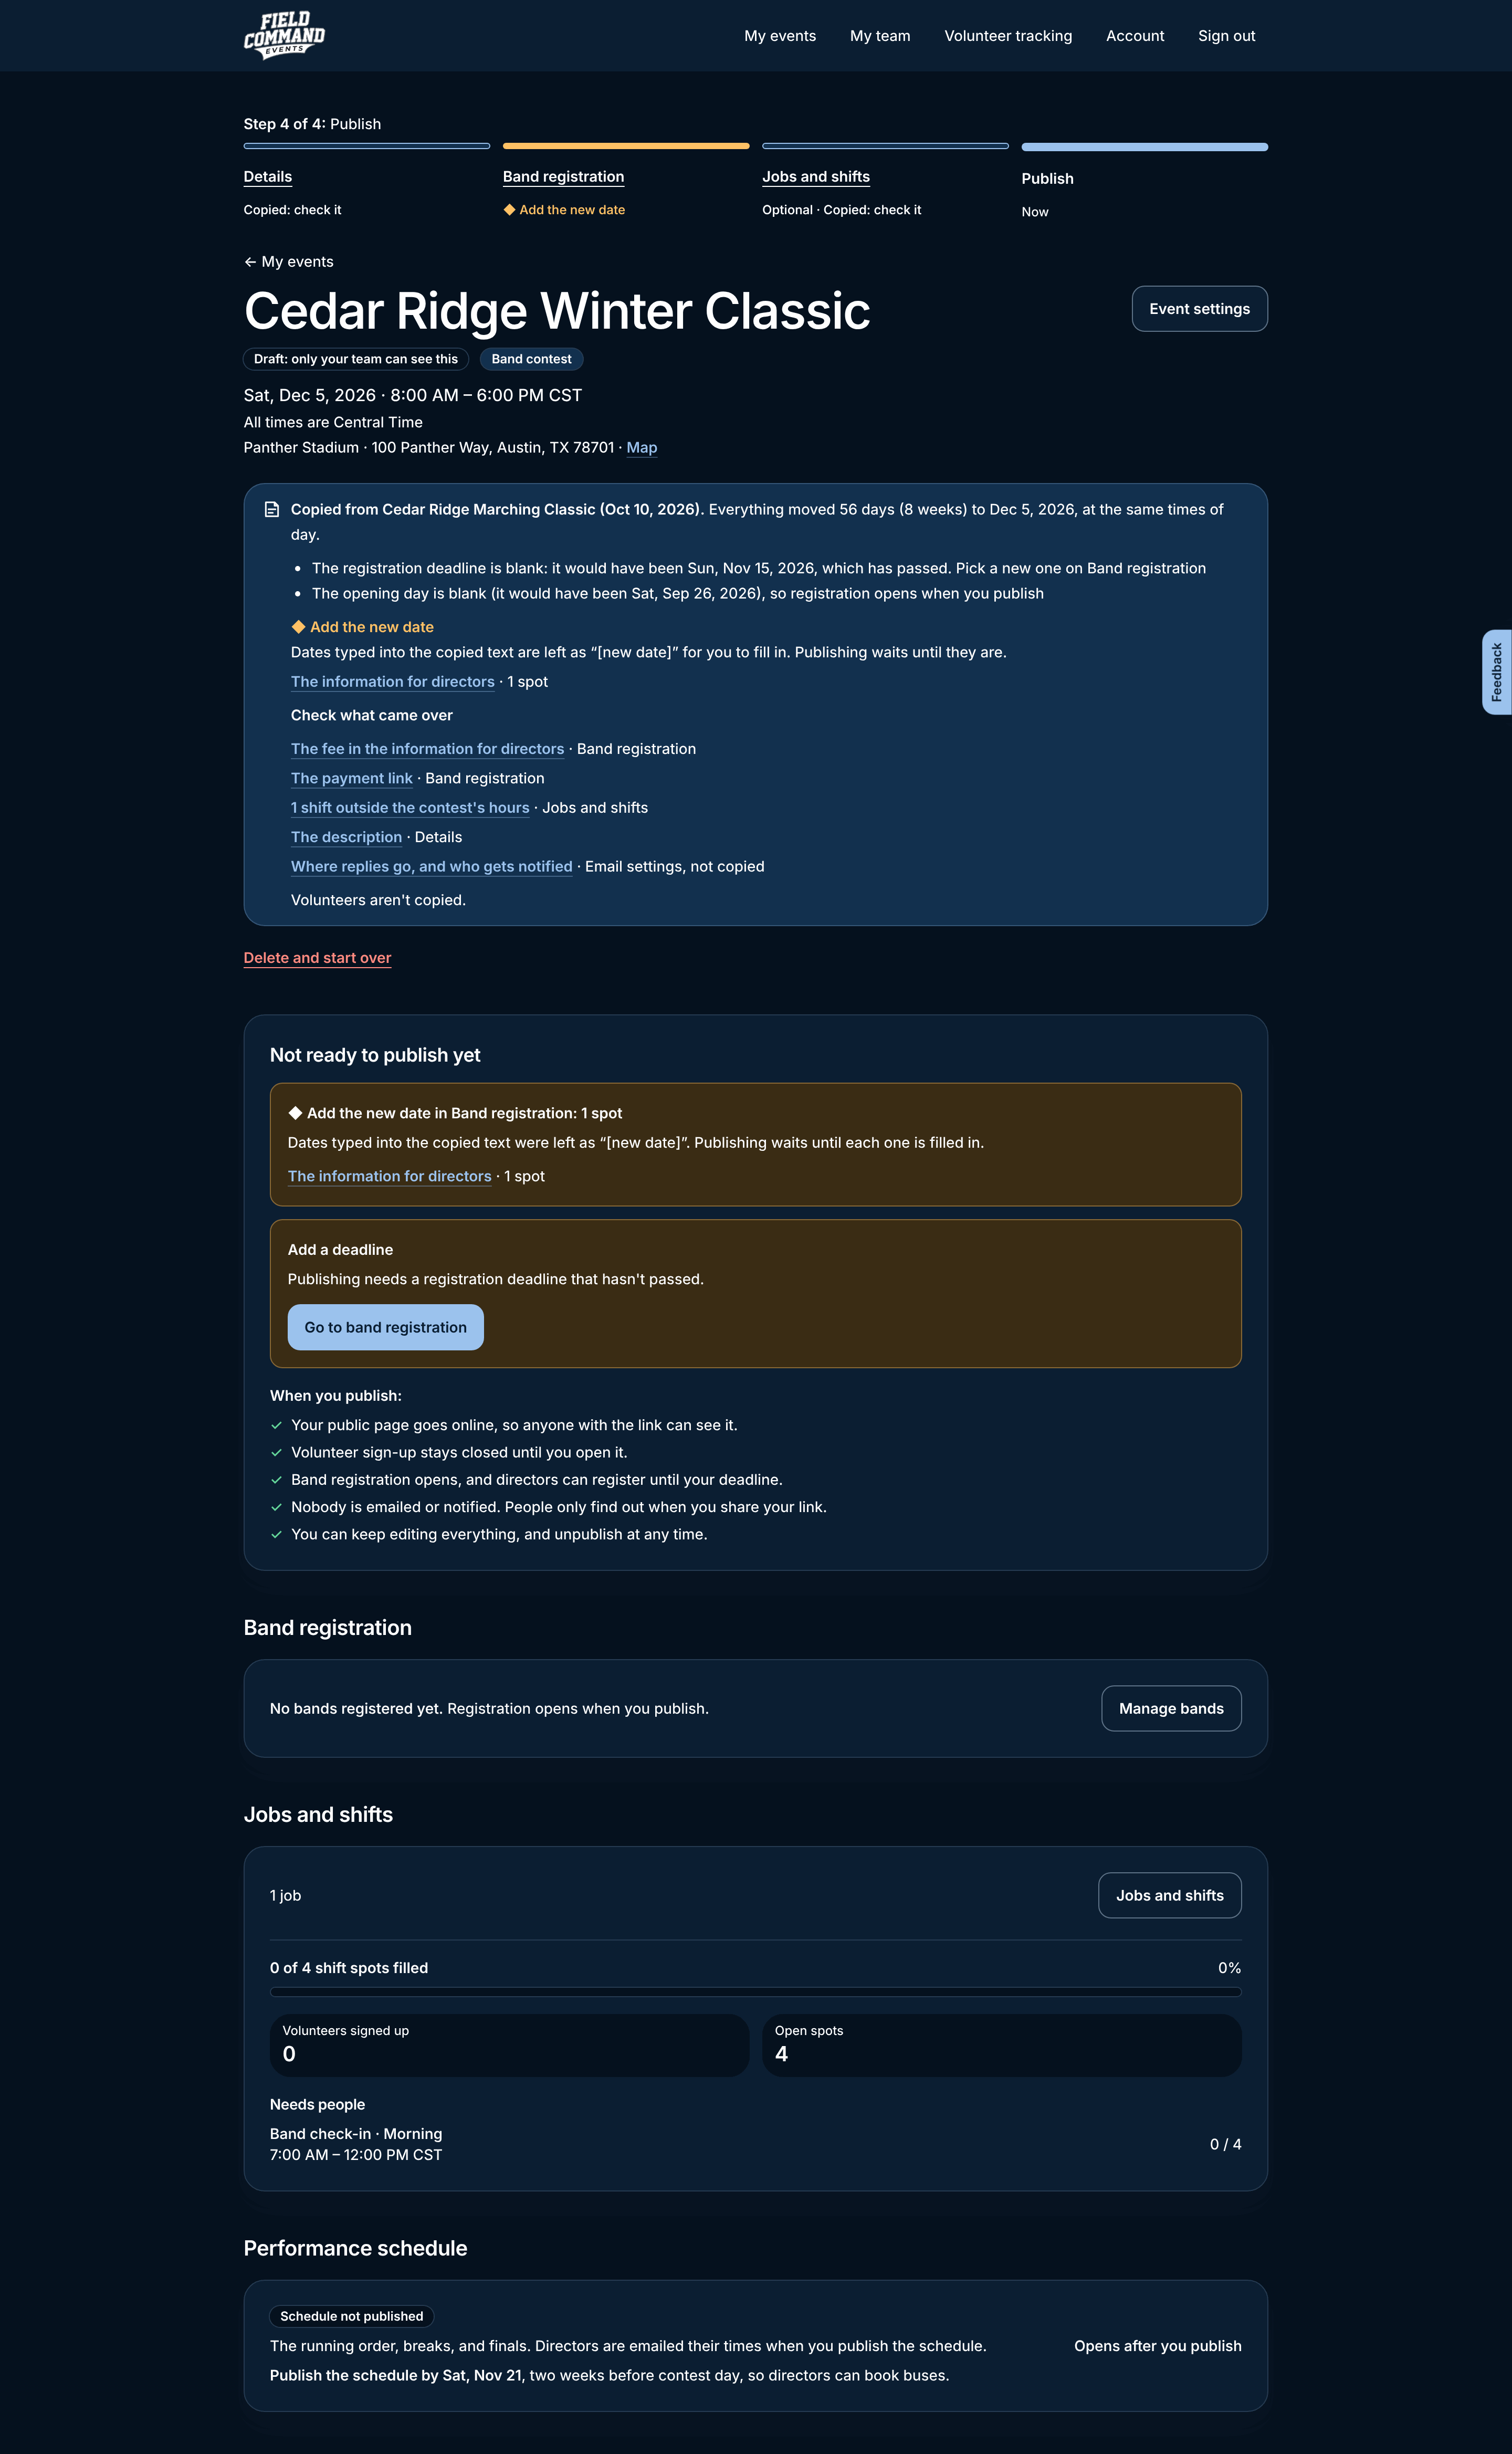 FIELD COMMAND EVENTS
My events
My team
Volunteer tracking
Account
Sign out
Step 4 of 4: Publish
Details
Copied: check it
Band registration
◆ Add the new date
Jobs and shifts
Optional · Copied: check it
Publish
Now
← My events
Cedar Ridge Winter Classic
Event settings
Draft: only your team can see this
Band contest
Sat, Dec 5, 2026 · 8:00 AM – 6:00 PM CST
All times are Central Time
Panther Stadium · 100 Panther Way, Austin, TX 78701 · Map
Copied from Cedar Ridge Marching Classic (Oct 10, 2026). Everything moved 56 days (8 weeks) to Dec 5, 2026, at the same times of
day.
• The registration deadline is blank: it would have been Sun, Nov 15, 2026, which has passed. Pick a new one on Band registration
• The opening day is blank (it would have been Sat, Sep 26, 2026), so registration opens when you publish
◆ Add the new date
Dates typed into the copied text are left as “[new date]” for you to fill in. Publishing waits until they are.
The information for directors · 1 spot
Check what came over
The fee in the information for directors · Band registration
The payment link · Band registration
1 shift outside the contest's hours · Jobs and shifts
The description · Details
Where replies go, and who gets notified · Email settings, not copied
Volunteers aren't copied.
Feedback
Delete and start over
Not ready to publish yet
◆ Add the new date in Band registration: 1 spot
Dates typed into the copied text were left as “[new date]”. Publishing waits until each one is filled in.
The information for directors · 1 spot
Add a deadline
Publishing needs a registration deadline that hasn't passed.
Go to band registration
When you publish:
✓ Your public page goes online, so anyone with the link can see it.
✓ Volunteer sign-up stays closed until you open it.
✓ Band registration opens, and directors can register until your deadline.
✓ Nobody is emailed or notified. People only find out when you share your link.
✓ You can keep editing everything, and unpublish at any time.
Band registration
No bands registered yet. Registration opens when you publish.
Manage bands
Jobs and shifts
1 job
Jobs and shifts
0 of 4 shift spots filled
0%
Volunteers signed up
0
Open spots
4
Needs people
Band check-in · Morning
7:00 AM – 12:00 PM CST
0 / 4
Performance schedule
Schedule not published
The running order, breaks, and finals. Directors are emailed their times when you publish the schedule.
Opens after you publish
Publish the schedule by Sat, Nov 21, two weeks before contest day, so directors can book buses.